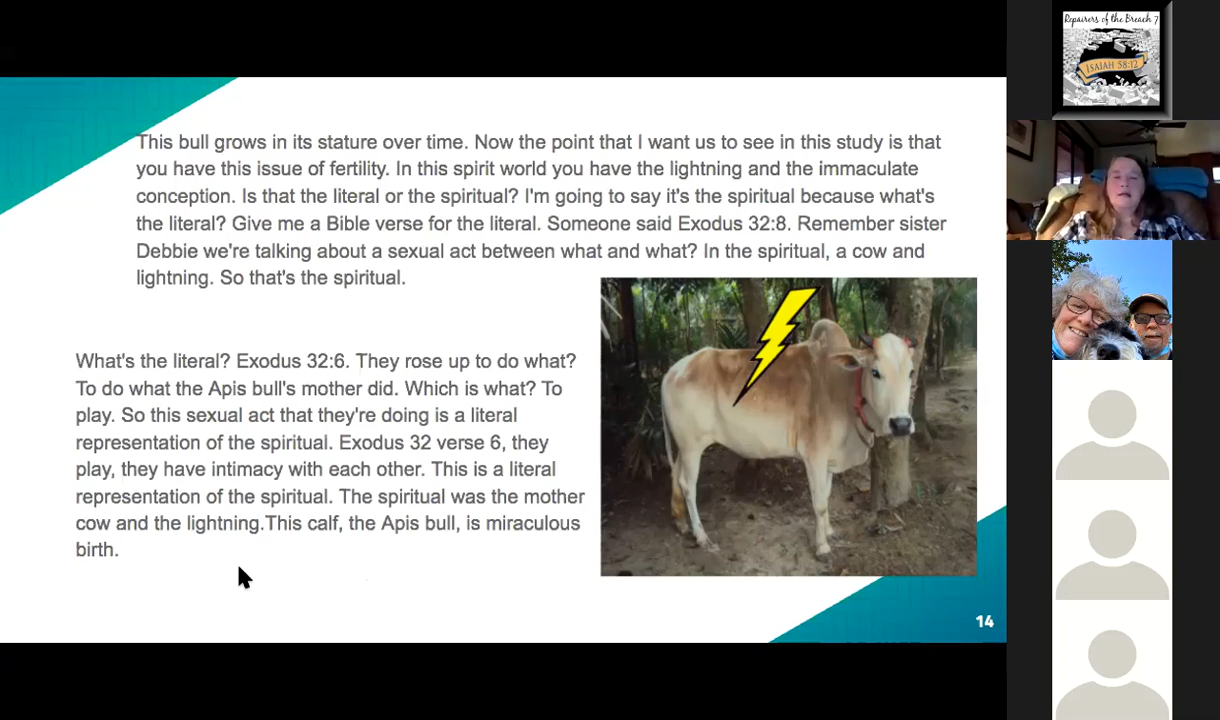 Repairers of the Breach 7
ISAIAH 58:12
This bull grows in its stature over time. Now the point that I want us to see in this study is that
you have this issue of fertility. In this spirit world you have the lightning and the immaculate
conception. Is that the literal or the spiritual? I'm going to say it's the spiritual because what's
the literal? Give me a Bible verse for the literal. Someone said Exodus 32:8. Remember sister
Debbie we're talking about a sexual act between what and what? In the spiritual, a cow and
lightning. So that's the spiritual.
What's the literal? Exodus 32:6. They rose up to do what?
To do what the Apis bull's mother did. Which is what? To
play. So this sexual act that they're doing is a literal
representation of the spiritual. Exodus 32 verse 6, they
play, they have intimacy with each other. This is a literal
representation of the spiritual. The spiritual was the mother
cow and the lightning.This calf, the Apis bull, is miraculous
birth.
14